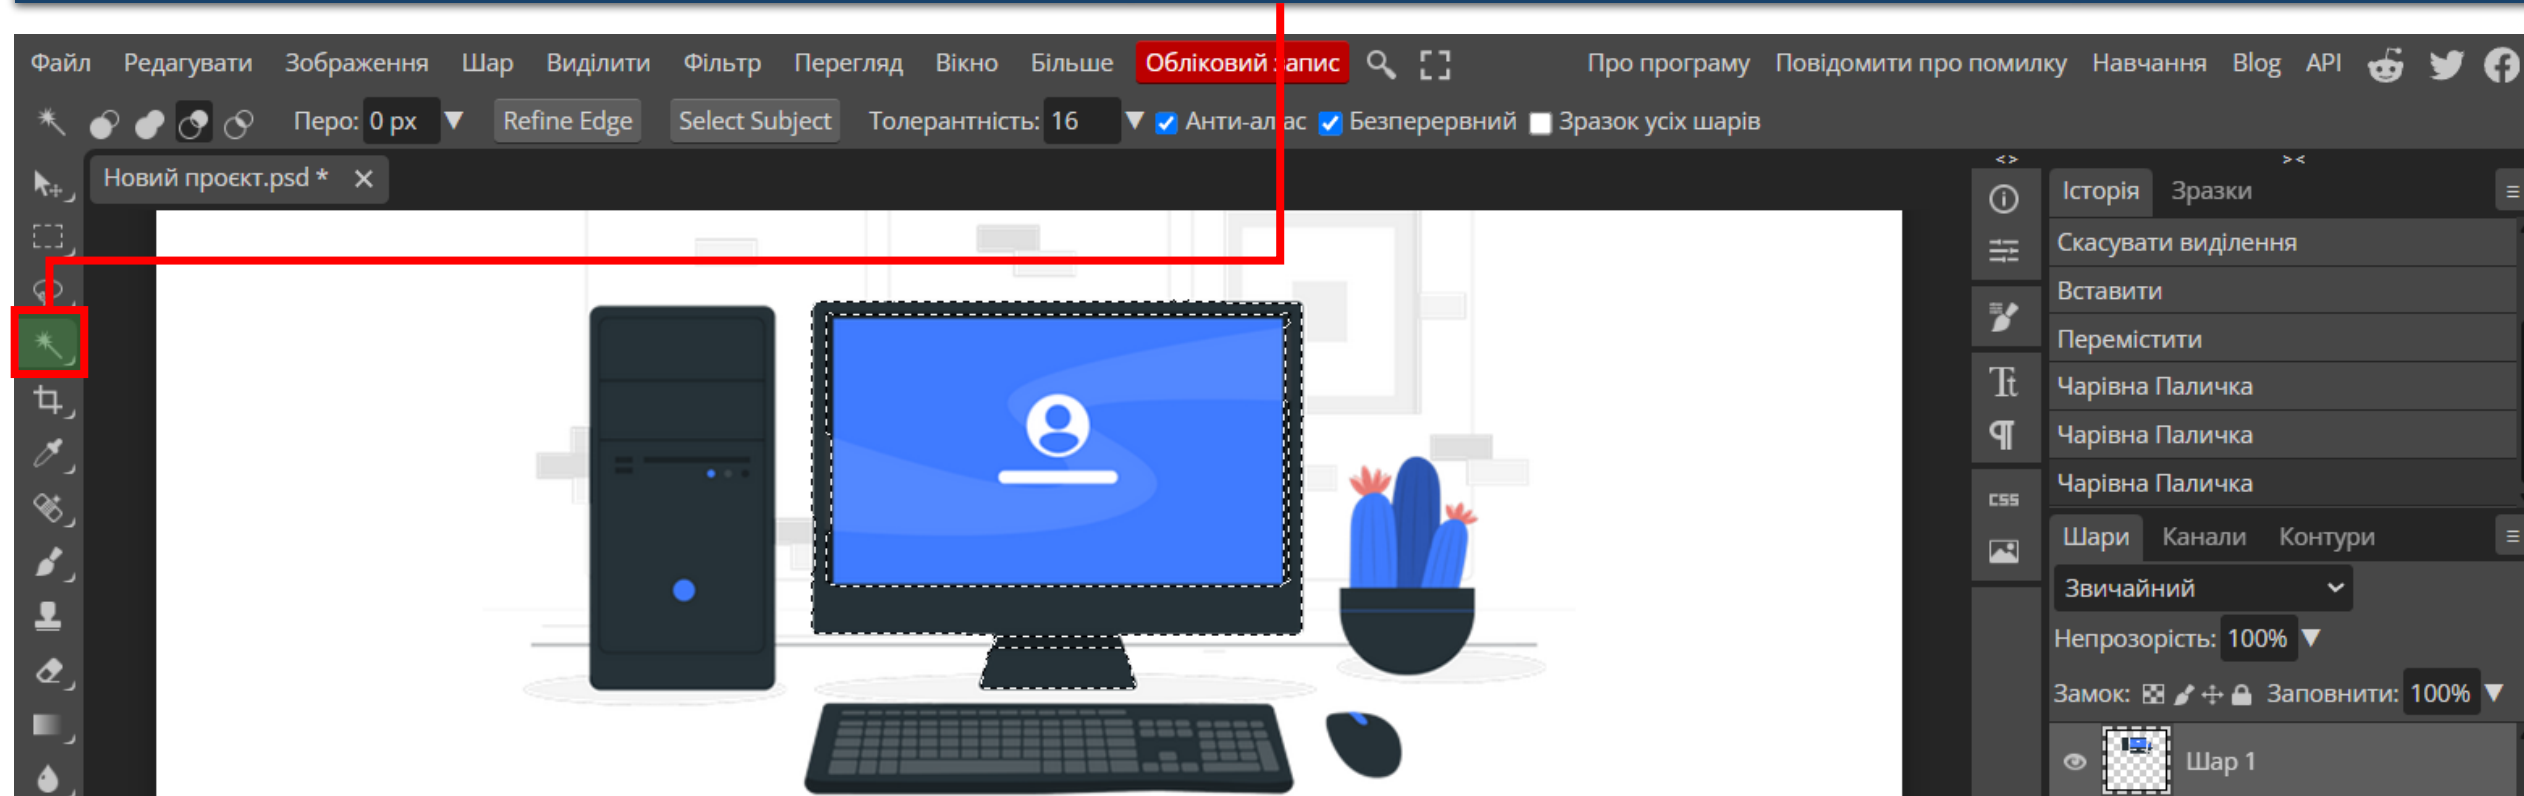 Файл Редагувати Зображення Шар Виділити Фільтр Перегляд Вікно Більше Обліковий запис Про програму Повідомити про помилку Навчання Blog API
Перо: 0 px Refine Edge Select Subject Толерантність: 16 Анти-аліас Безперервний Зразок усіх шарів
Новий проєкт.psd *
Історія Зразки
Скасувати виділення
Вставити
Перемістити
Чарівна Паличка
Чарівна Паличка
Чарівна Паличка
CSS
Шари Канали Контури
Звичайний
Непрозорість: 100%
Замок: Заповнити: 100%
Шар 1